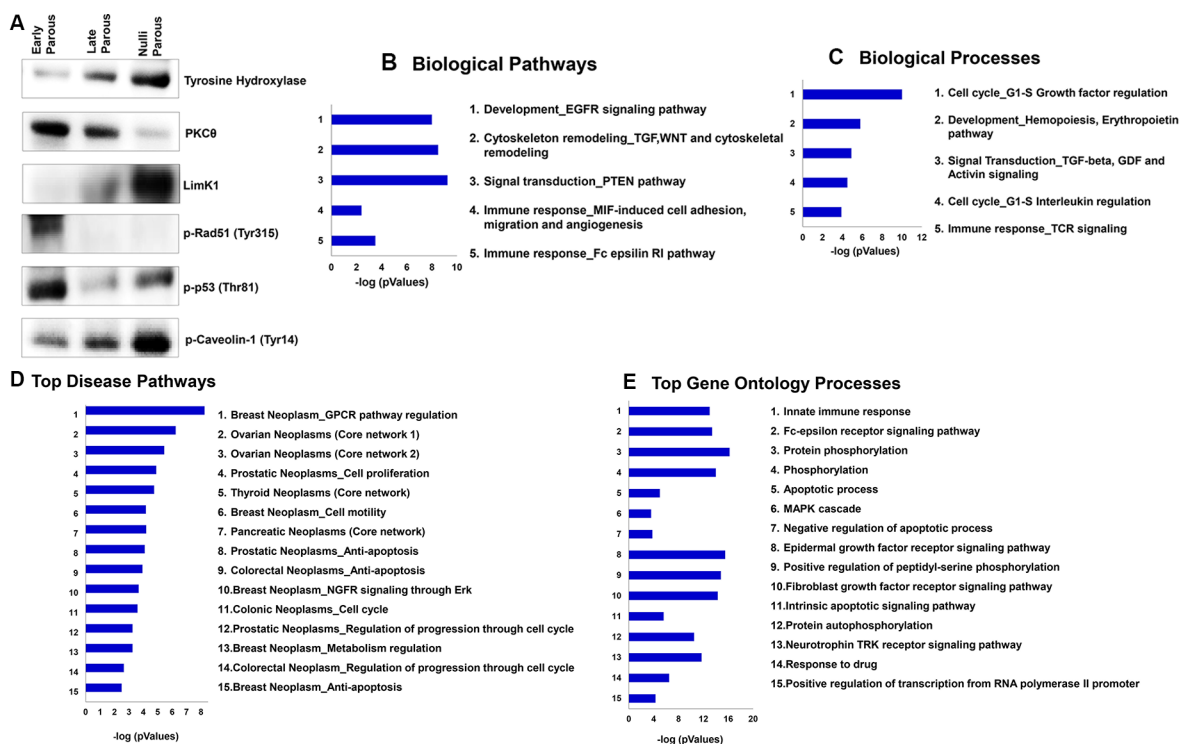 A
Early Parous
Late Parous
Nulli Parous
Tyrosine Hydroxylase
PKCθ
LimK1
p-Rad51 (Tyr315)
p-p53 (Thr81)
p-Caveolin-1 (Tyr14)
B Biological Pathways
1
2
3
4
5
0 2 4 6 8 10
-log (pValues)
1. Development_EGFR signaling pathway
2. Cytoskeleton remodeling_TGF,WNT and cytoskeletal
remodeling
3. Signal transduction_PTEN pathway
4. Immune response_MIF-induced cell adhesion,
migration and angiogenesis
5. Immune response_Fc epsilin RI pathway
C Biological Processes
1
2
3
4
5
0 2 4 6 8 10 12
-log (pValues)
1. Cell cycle_G1-S Growth factor regulation
2. Development_Hemopoiesis, Erythropoietin
pathway
3. Signal Transduction_TGF-beta, GDF and
Activin signaling
4. Cell cycle_G1-S Interleukin regulation
5. Immune response_TCR signaling
D Top Disease Pathways
1
2
3
4
5
6
7
8
9
10
11
12
13
14
15
0 1 2 3 4 5 6 7 8
-log (pValues)
1. Breast Neoplasm_GPCR pathway regulation
2. Ovarian Neoplasms (Core network 1)
3. Ovarian Neoplasms (Core network 2)
4. Prostatic Neoplasms_Cell proliferation
5. Thyroid Neoplasms (Core network)
6. Breast Neoplasm_Cell motility
7. Pancreatic Neoplasms (Core network)
8. Prostatic Neoplasms_Anti-apoptosis
9. Colorectal Neoplasms_Anti-apoptosis
10.Breast Neoplasm_NGFR signaling through Erk
11.Colonic Neoplasms_Cell cycle
12.Prostatic Neoplasms_Regulation of progression through cell cycle
13.Breast Neoplasm_Metabolism regulation
14.Colorectal Neoplasm_Regulation of progression through cell cycle
15.Breast Neoplasm_Anti-apoptosis
E Top Gene Ontology Processes
1
2
3
4
5
6
7
8
9
10
11
12
13
14
15
0 4 8 12 16 20
-log (pValues)
1. Innate immune response
2. Fc-epsilon receptor signaling pathway
3. Protein phosphorylation
4. Phosphorylation
5. Apoptotic process
6. MAPK cascade
7. Negative regulation of apoptotic process
8. Epidermal growth factor receptor signaling pathway
9. Positive regulation of peptidyl-serine phosphorylation
10.Fibroblast growth factor receptor signaling pathway
11.Intrinsic apoptotic signaling pathway
12.Protein autophosphorylation
13.Neurotrophin TRK receptor signaling pathway
14.Response to drug
15.Positive regulation of transcription from RNA polymerase II promoter